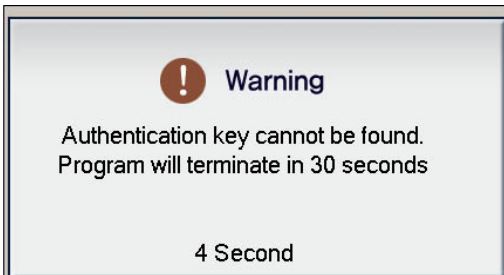 Warning
Authentication key cannot be found.
Program will terminate in 30 seconds
4 Second